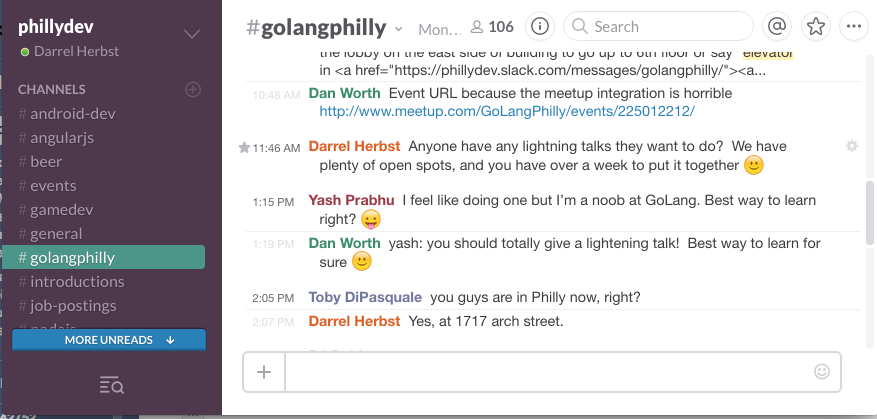 phillydev
Darrel Herbst
CHANNELS
# android-dev
# angularjs
# beer
# events
# gamedev
# general
# golangphilly
# introductions
# job-postings
# nodejs
MORE UNREADS ↓
#golangphilly
Mon...
106
Search
the lobby on the east side of building to go up to 6th floor or say "elevator
in <a href="https://phillydev.slack.com/messages/golangphilly/"><a...
10:48 AM Dan Worth Event URL because the meetup integration is horrible
http://www.meetup.com/GoLangPhilly/events/225012212/
11:46 AM Darrel Herbst Anyone have any lightning talks they want to do? We have
plenty of open spots, and you have over a week to put it together
1:15 PM Yash Prabhu I feel like doing one but I'm a noob at GoLang. Best way to learn
right?
1:19 PM Dan Worth yash: you should totally give a lightening talk! Best way to learn for
sure
2:05 PM Toby DiPasquale you guys are in Philly now, right?
2:07 PM Darrel Herbst Yes, at 1717 arch street.